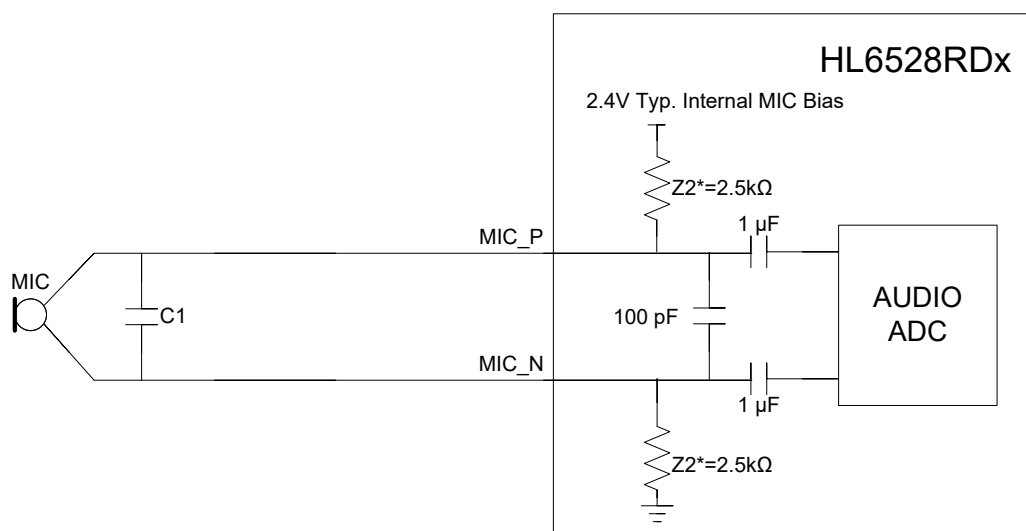 HL6528RDx
2.4V Typ. Internal MIC Bias
Z2*=2.5kΩ
1 µF
MIC_P
MIC
C1
100 pF
AUDIO
ADC
MIC_N
1 µF
Z2*=2.5kΩ